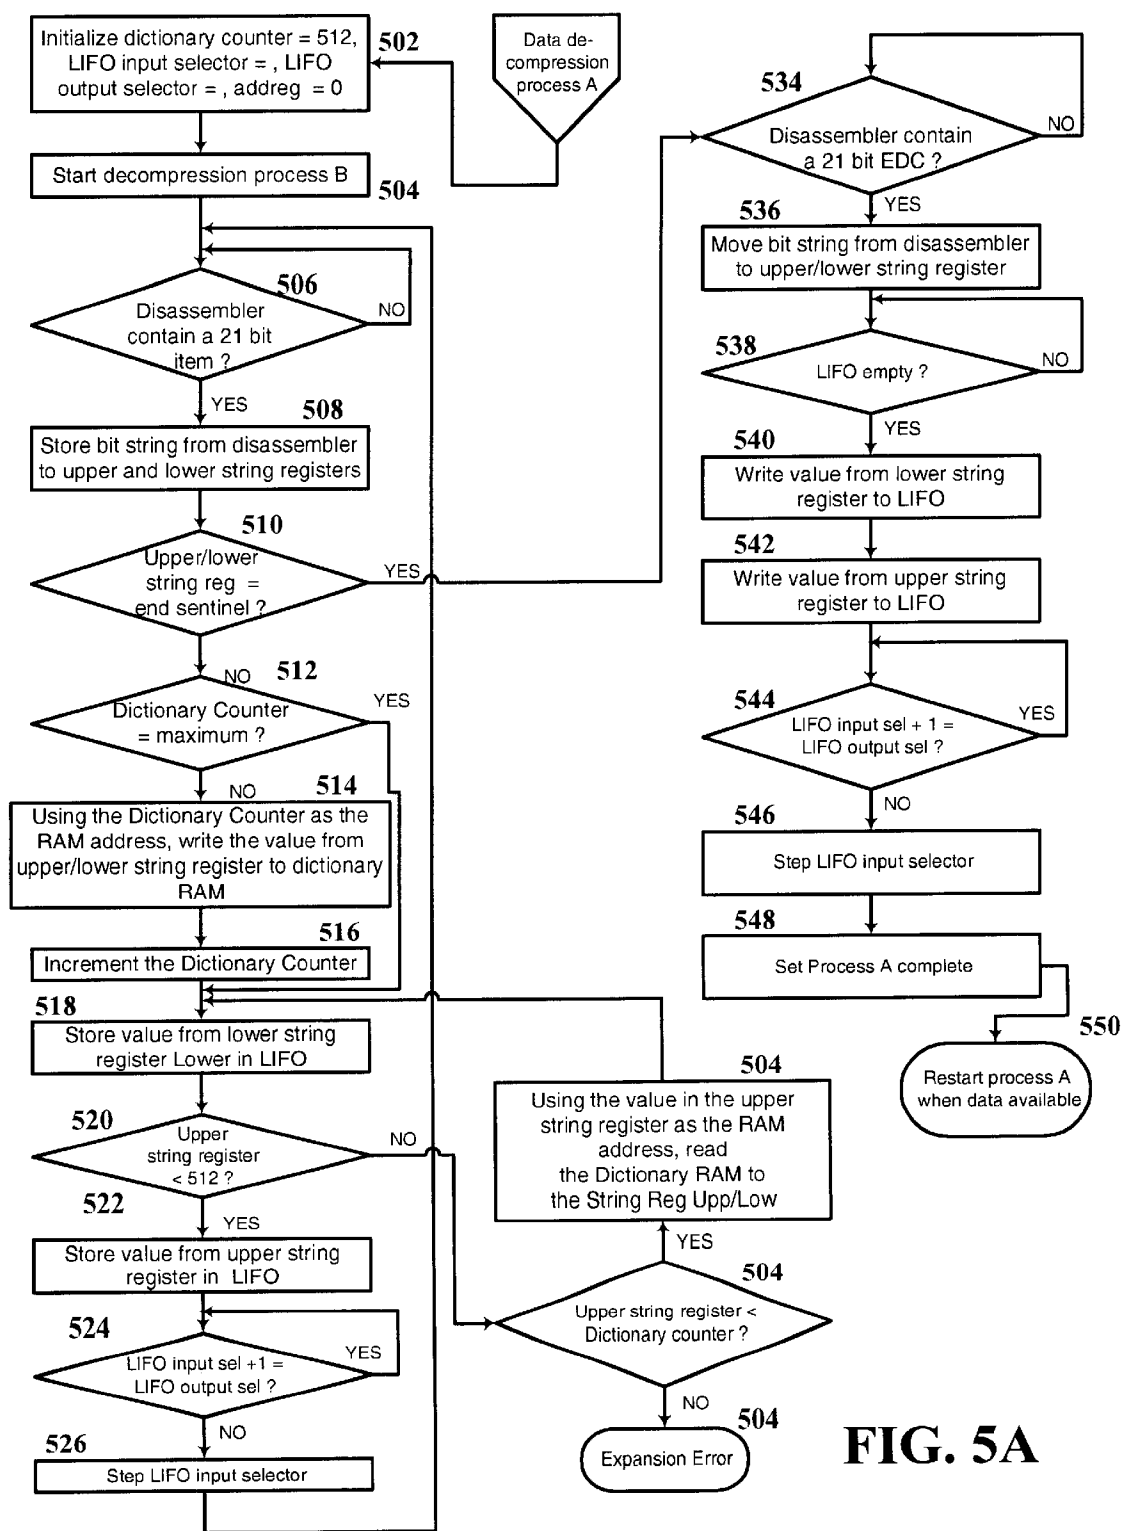 Initialize dictionary counter = 512,
LIFO input selector = , LIFO
output selector = , addreg = 0
502
Data de-
compression
process A
Start decompression process B
504
506
Disassembler
contain a 21 bit
item ?
NO
YES
508
Store bit string from disassembler
to upper and lower string registers
510
Upper/lower
string reg =
end sentinel ?
YES
NO
512
Dictionary Counter
= maximum ?
YES
NO
514
Using the Dictionary Counter as the
RAM address, write the value from
upper/lower string register to dictionary
RAM
516
Increment the Dictionary Counter
518
Store value from lower string
register Lower in LIFO
520
Upper
string register
< 512 ?
NO
522
YES
Store value from upper string
register in LIFO
524
LIFO input sel +1 =
LIFO output sel ?
YES
NO
526
Step LIFO input selector
504
Using the value in the upper
string register as the RAM
address, read
the Dictionary RAM to
the String Reg Upp/Low
YES
504
Upper string register <
Dictionary counter ?
NO
504
Expansion Error
534
Disassembler contain
a 21 bit EDC ?
NO
YES
536
Move bit string from disassembler
to upper/lower string register
538
LIFO empty ?
NO
YES
540
Write value from lower string
register to LIFO
542
Write value from upper string
register to LIFO
544
LIFO input sel + 1 =
LIFO output sel ?
YES
NO
546
Step LIFO input selector
548
Set Process A complete
550
Restart process A
when data available
FIG. 5A